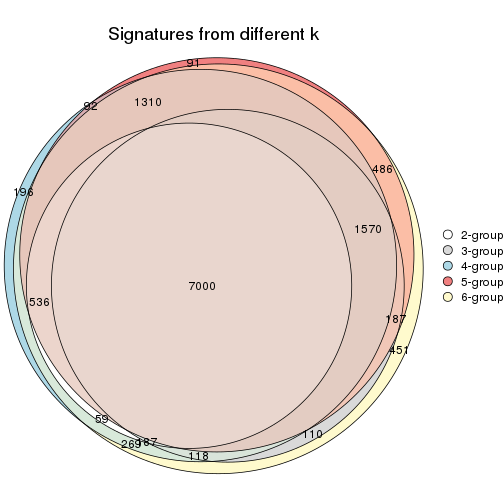 Signatures from different k
91
92
1310
196
486
1570
7000
536
187
451
59
269
187
118
110
2-group
3-group
4-group
5-group
6-group